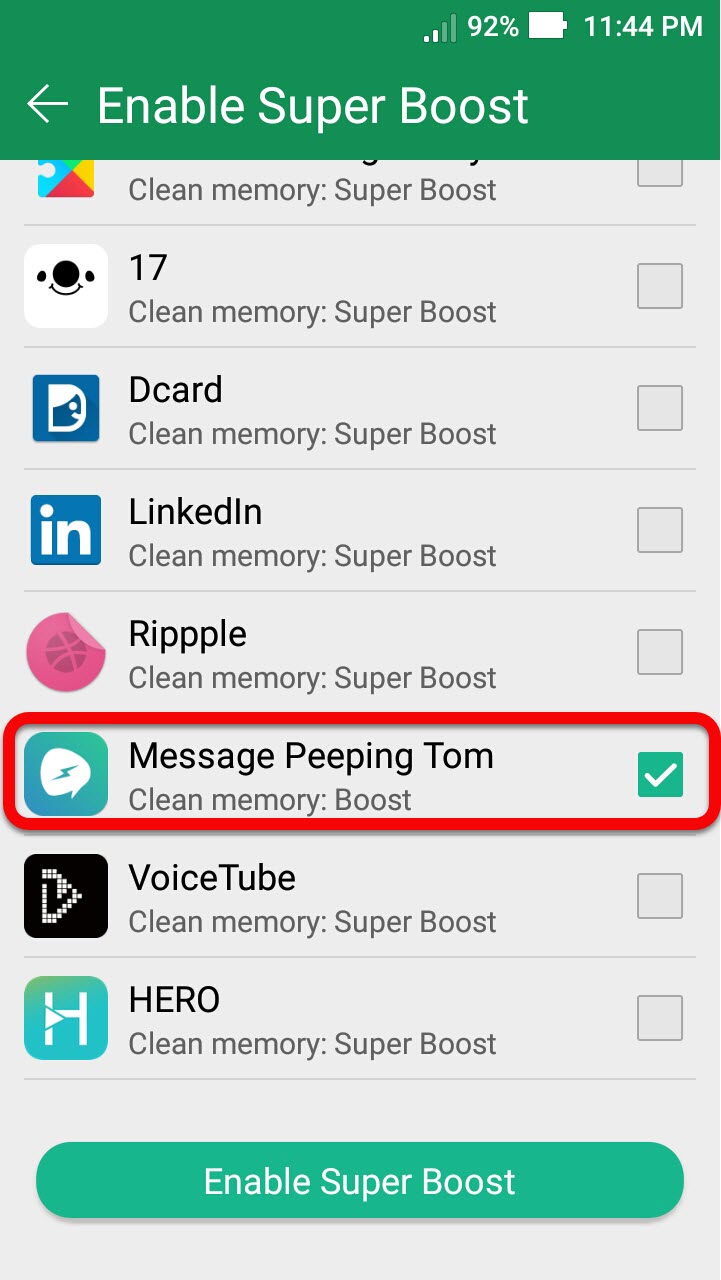 92% 11:44 PM
Enable Super Boost
Clean memory: Super Boost
17
Clean memory: Super Boost
Dcard
Clean memory: Super Boost
in LinkedIn
Clean memory: Super Boost
Rippple
Clean memory: Super Boost
Message Peeping Tom
Clean memory: Boost
VoiceTube
Clean memory: Super Boost
H HERO
Clean memory: Super Boost
Enable Super Boost